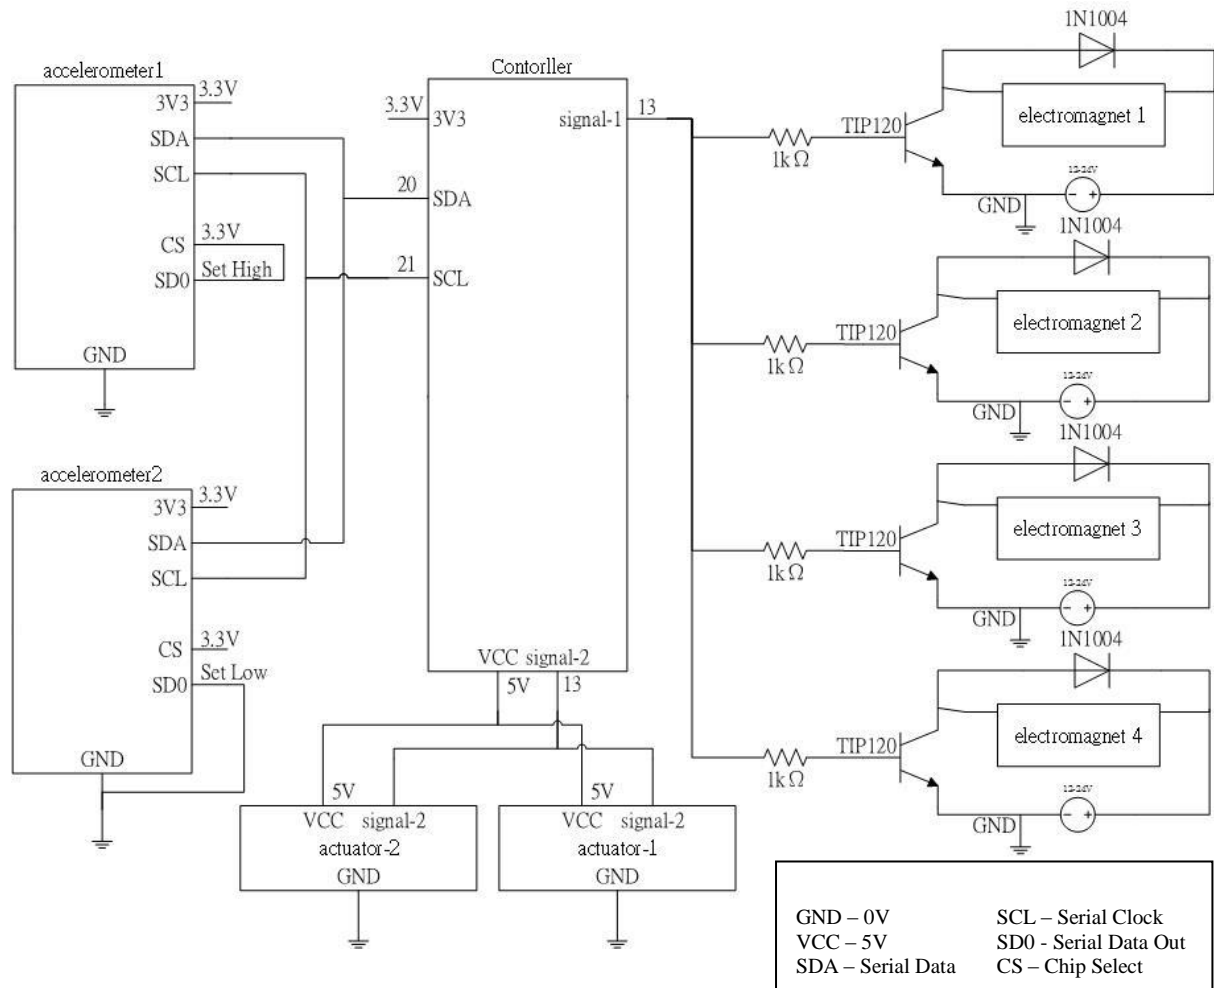 accelerometer1
3V3 3.3V
SDA
SCL
CS 3.3V
SD0 Set High
GND
accelerometer2
3V3 3.3V
SDA
SCL
CS 3.3V
SD0 Set Low
GND
Contorller
3.3V 3V3
signal-1 13
20 SDA
21 SCL
VCC signal-2
5V 13
5V
VCC signal-2
actuator-2
GND
5V
VCC signal-2
actuator-1
GND
1N1004
electromagnet 1
TIP120
1kΩ
12-24V
- +
GND
1N1004
electromagnet 2
TIP120
1kΩ
12-24V
- +
GND
1N1004
electromagnet 3
TIP120
1kΩ
12-24V
- +
GND
1N1004
electromagnet 4
TIP120
1kΩ
12-24V
- +
GND
GND – 0V SCL – Serial Clock
VCC – 5V SD0 - Serial Data Out
SDA – Serial Data CS – Chip Select